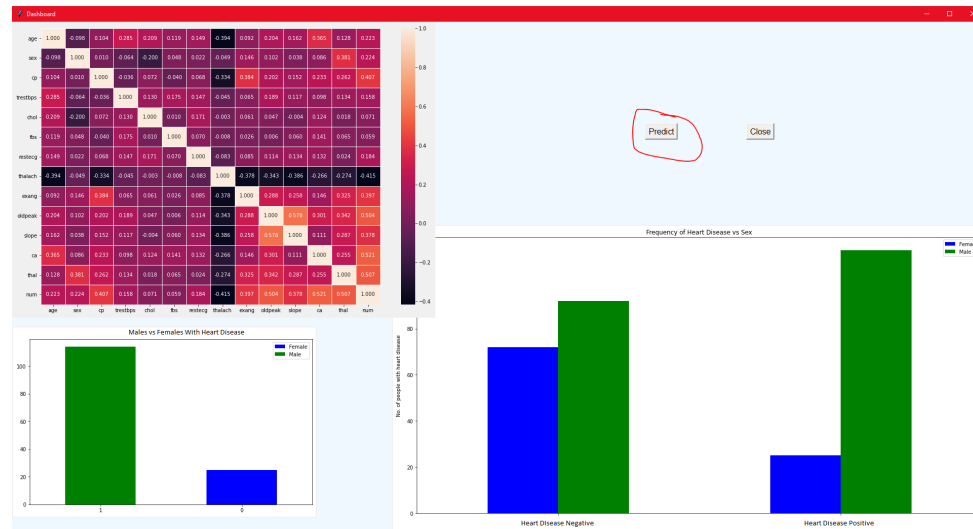 Dashboard
age 1.000 -0.098 0.104 0.285 0.209 0.119 0.149 -0.394 0.092 0.204 0.162 0.365 0.128 0.223
sex -0.098 1.000 0.010 -0.064 -0.200 0.048 0.022 -0.049 0.146 0.102 0.038 0.086 0.381 0.224
cp 0.104 0.010 1.000 -0.036 0.072 -0.040 0.068 -0.334 0.384 0.202 0.152 0.233 0.262 0.407
trestbps 0.285 -0.064 -0.036 1.000 0.130 0.175 0.147 -0.045 0.065 0.189 0.117 0.098 0.134 0.158
chol 0.209 -0.200 0.072 0.130 1.000 0.010 0.171 -0.003 0.061 0.047 -0.004 0.124 0.018 0.071
fbs 0.119 0.048 -0.040 0.175 0.010 1.000 0.070 -0.008 0.026 0.006 0.060 0.141 0.065 0.059
restecg 0.149 0.022 0.068 0.147 0.171 0.070 1.000 -0.083 0.085 0.114 0.134 0.132 0.024 0.184
thalach -0.394 -0.049 -0.334 -0.045 -0.003 -0.008 -0.083 1.000 -0.378 -0.343 -0.386 -0.266 -0.274 -0.415
exang 0.092 0.146 0.384 0.065 0.061 0.026 0.085 -0.378 1.000 0.288 0.258 0.146 0.325 0.397
oldpeak 0.204 0.102 0.202 0.189 0.047 0.006 0.114 -0.343 0.288 1.000 0.578 0.301 0.342 0.504
slope 0.162 0.038 0.152 0.117 -0.004 0.060 0.134 -0.386 0.258 0.578 1.000 0.111 0.287 0.378
ca 0.365 0.086 0.233 0.098 0.124 0.141 0.132 -0.266 0.146 0.301 0.111 1.000 0.255 0.521
thal 0.128 0.381 0.262 0.134 0.018 0.065 0.024 -0.274 0.325 0.342 0.287 0.255 1.000 0.507
num 0.223 0.224 0.407 0.158 0.071 0.059 0.184 -0.415 0.397 0.504 0.378 0.521 0.507 1.000
age sex cp trestbps chol fbs restecg thalach exang oldpeak slope ca thal num
1.0
0.8
0.6
0.4
0.2
0.0
-0.2
-0.4
Predict
Close
Males vs Females With Heart Disease
Female
Male
100
80
60
40
20
0
1 0
Frequency of Heart Disease vs Sex
Female
Male
No. of people with heart disease
80
60
40
20
0
Heart Disease Negative
Heart Disease Positive